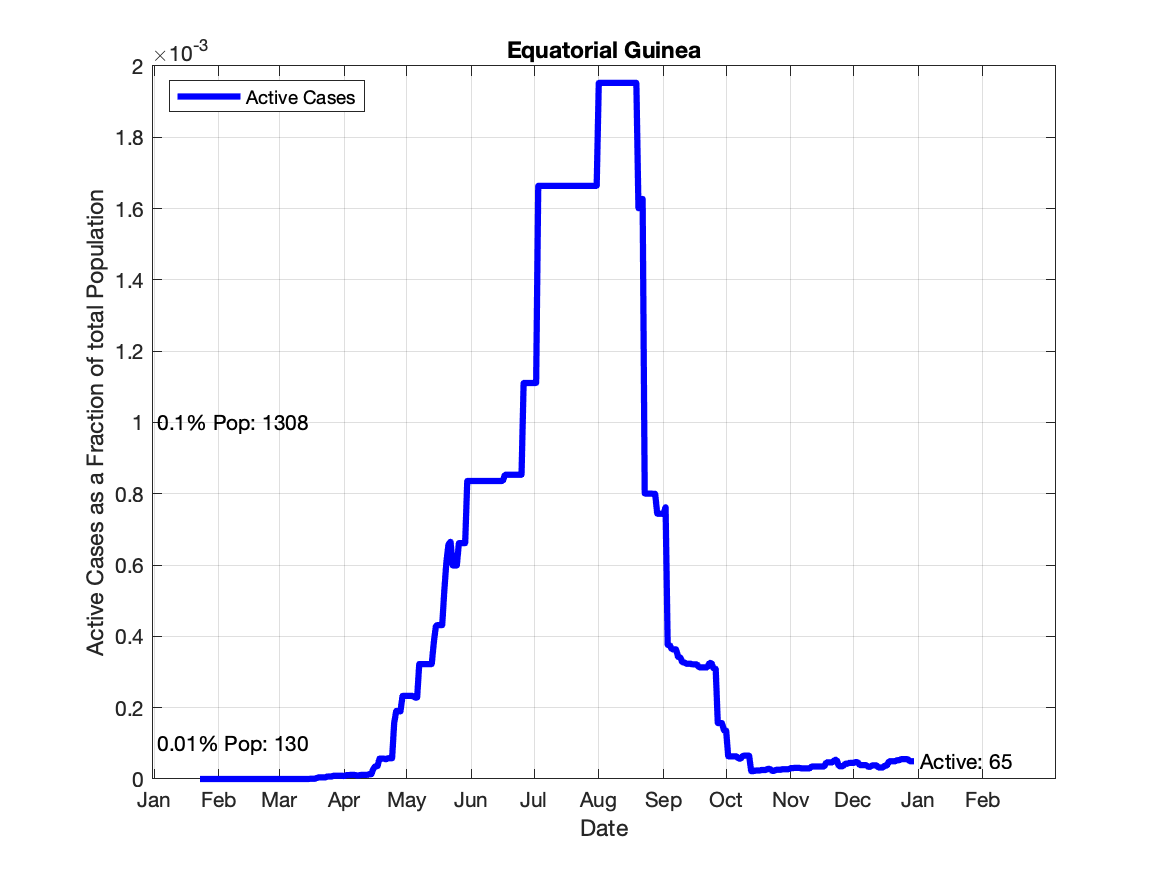 Equatorial Guinea
×10-3
Active Cases
2
1.8
1.6
1.4
1.2
1
0.8
0.6
0.4
0.2
0
Active Cases as a Fraction of total Population
0.1% Pop: 1308
0.01% Pop: 130
Active: 65
Jan Feb Mar Apr May Jun Jul Aug Sep Oct Nov Dec Jan Feb
Date